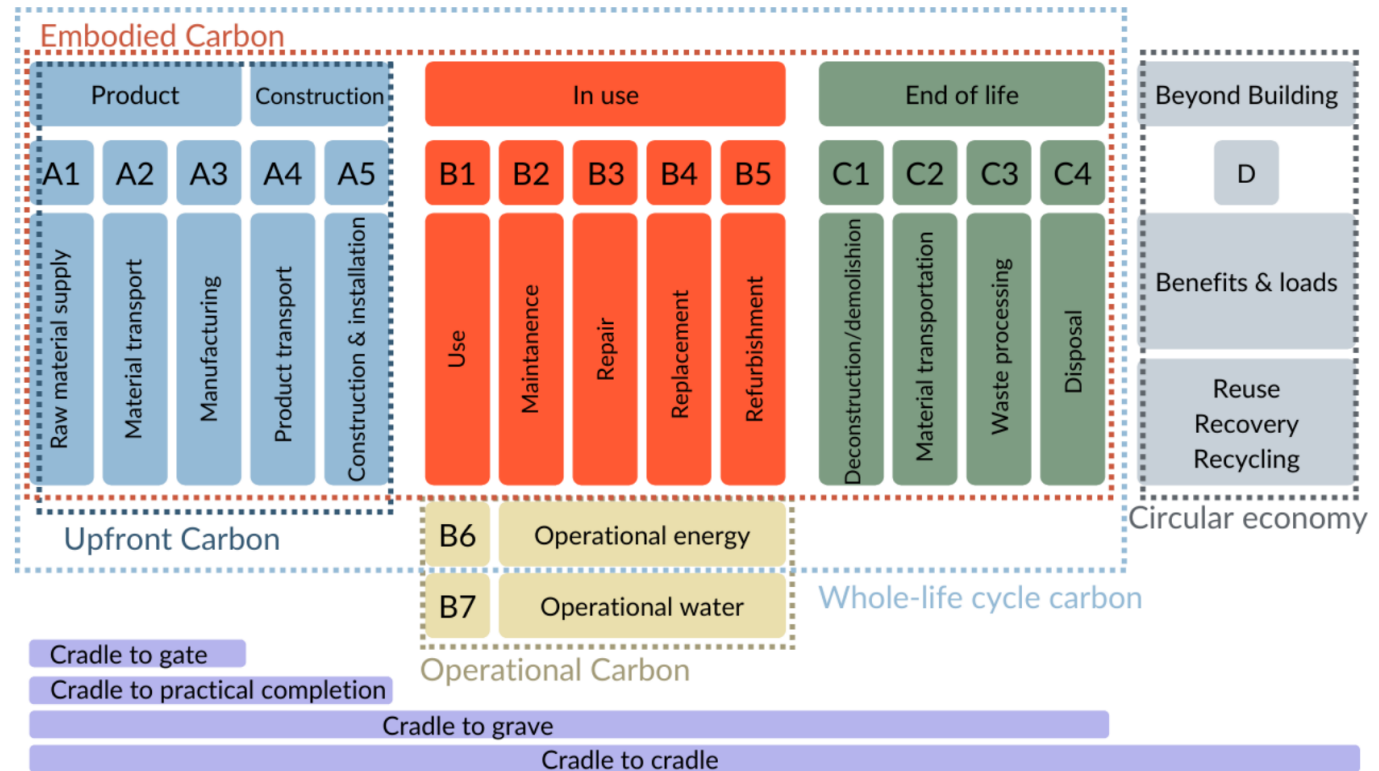 Embodied Carbon
Product
Construction
In use
End of life
Beyond Building
A1
A2
A3
A4
A5
B1
B2
B3
B4
B5
C1
C2
C3
C4
D
Raw material supply
Material transport
Manufacturing
Product transport
Construction & installation
Use
Maintanence
Repair
Replacement
Refurbishment
Deconstruction/demolishion
Material transportation
Waste processing
Disposal
Benefits & loads
Reuse
Recovery
Recycling
Upfront Carbon
Circular economy
B6
Operational energy
B7
Operational water
Whole-life cycle carbon
Operational Carbon
Cradle to gate
Cradle to practical completion
Cradle to grave
Cradle to cradle